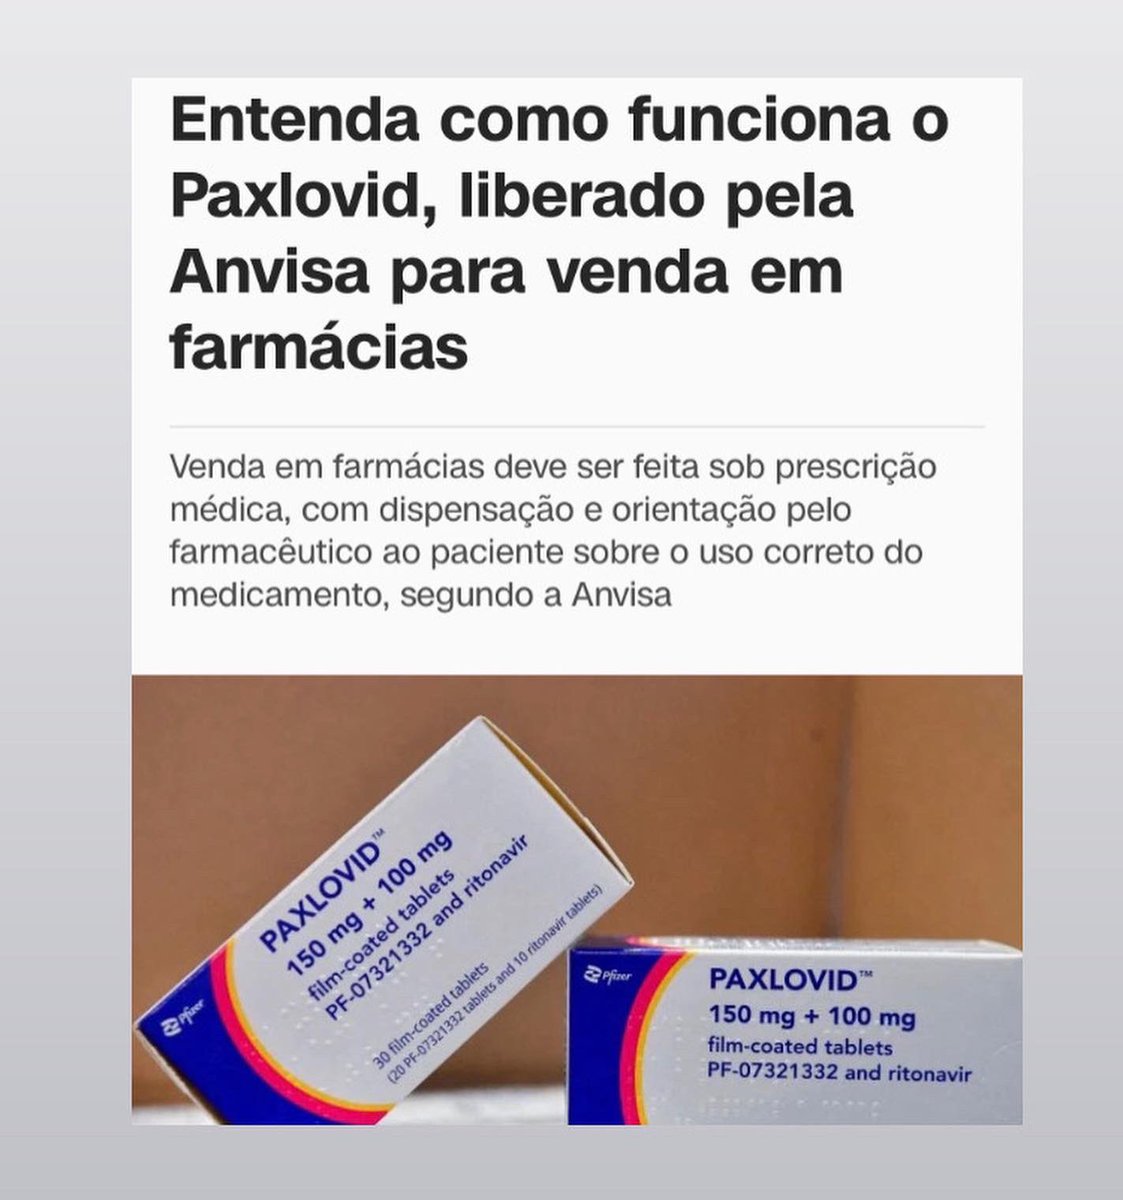 Entenda como funciona o
Paxlovid, liberado pela
Anvisa para venda em
farmácias
Venda em farmácias deve ser feita sob prescrição
médica, com dispensação e orientação pelo
farmacêutico ao paciente sobre o uso correto do
medicamento, segundo a Anvisa
PAXLOVID™
150 mg + 100 mg
film-coated tablets
PF-07321332 and ritonavir
30 film-coated tablets
(20 PF-07321332 tablets and 10 ritonavir tablets)
Pfizer
Pfizer
PAXLOVID™
150 mg + 100 mg
film-coated tablets
PF-07321332 and ritonavir